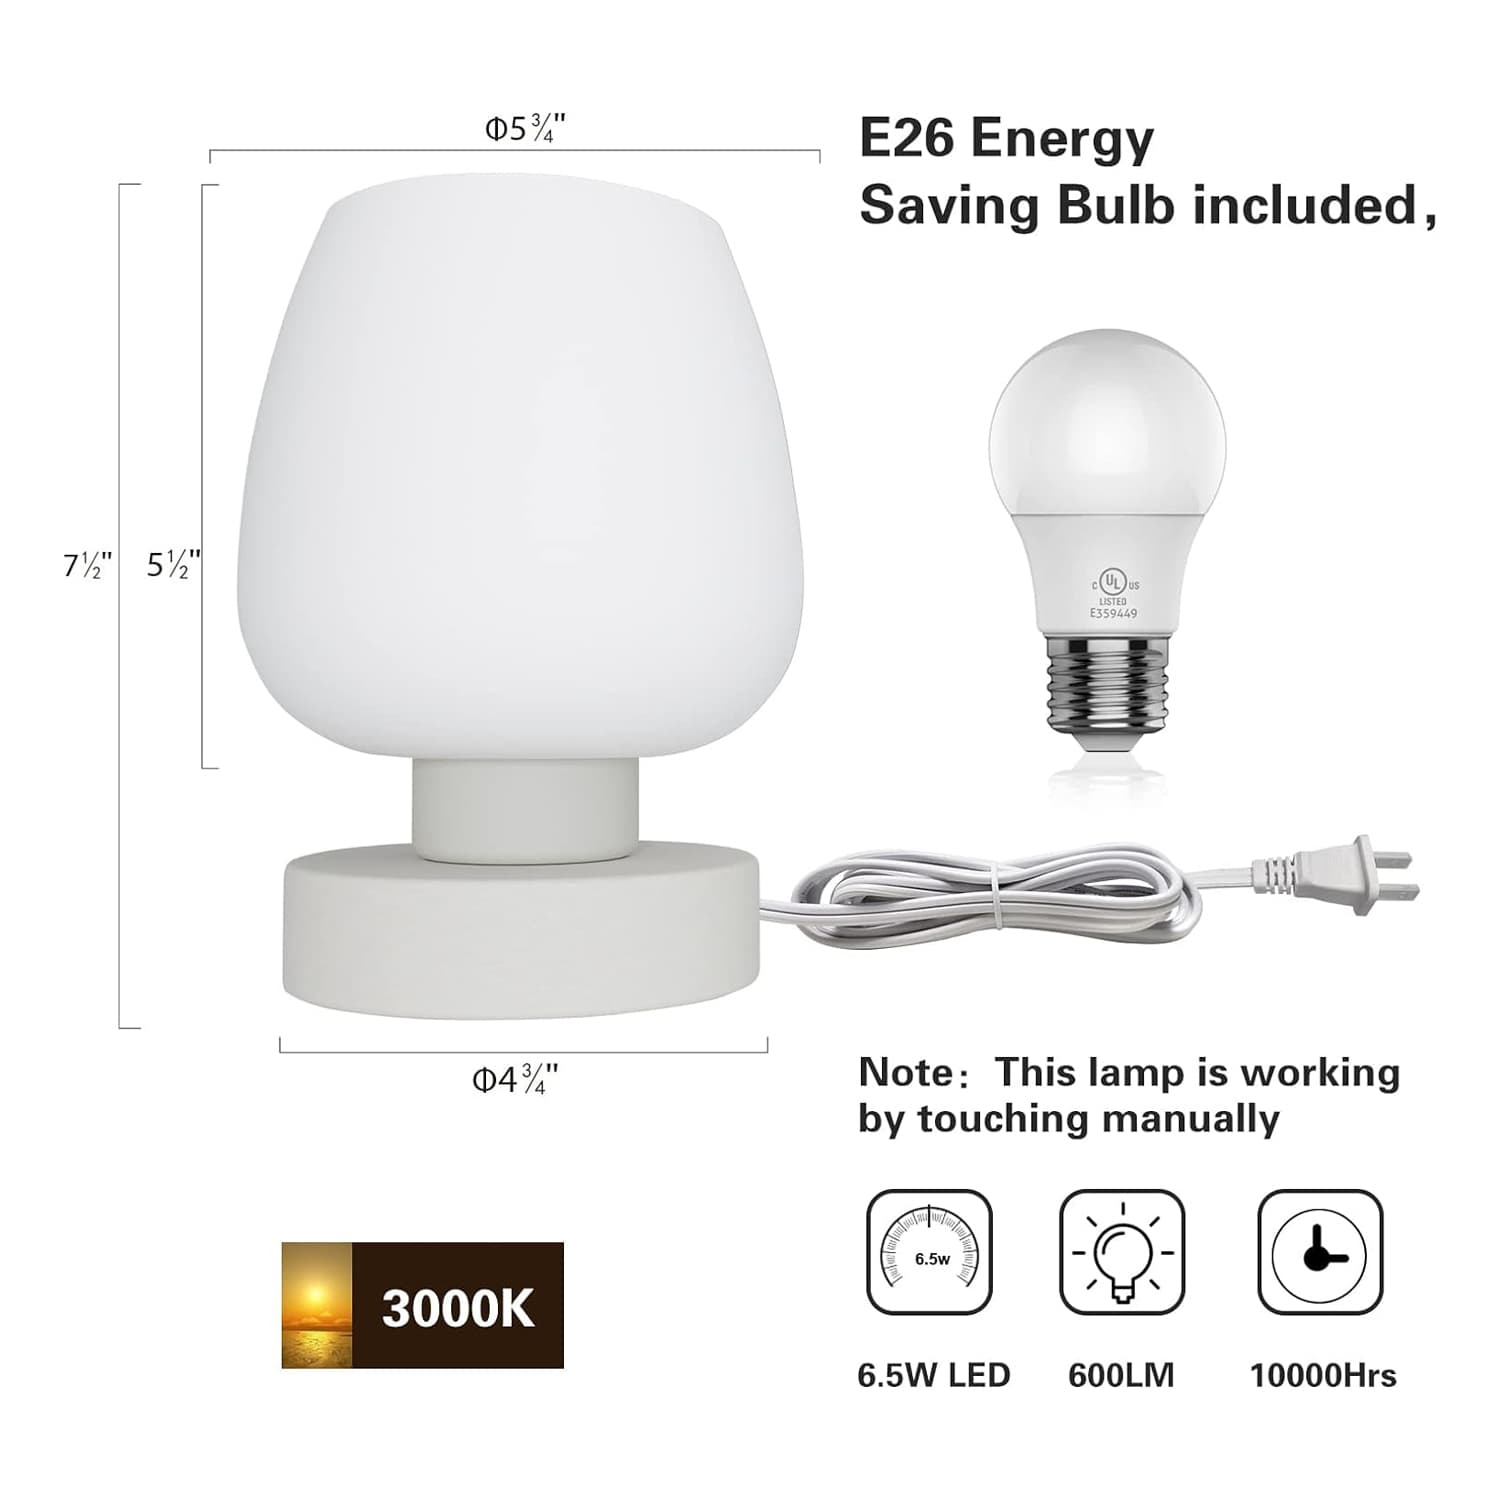 Φ5¾"
E26 Energy
Saving Bulb included，
7½"
5½"
C UL US
LISTED
E359449
Φ4¾"
Note： This lamp is working
by touching manually
6.5w
3000K
6.5W LED
600LM
10000Hrs